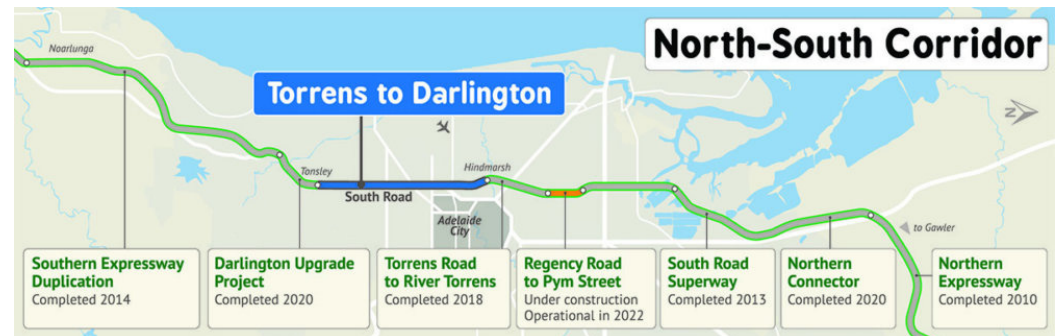 North-South Corridor
Noarlunga
Torrens to Darlington
N
Tonsley
Hindmarsh
South Road
Adelaide
City
to Gawler
Southern Expressway
Duplication
Completed 2014
Darlington Upgrade
Project
Completed 2020
Torrens Road
to River Torrens
Completed 2018
Regency Road
to Pym Street
Under construction
Operational in 2022
South Road
Superway
Completed 2013
Northern
Connector
Completed 2020
Northern
Expressway
Completed 2010